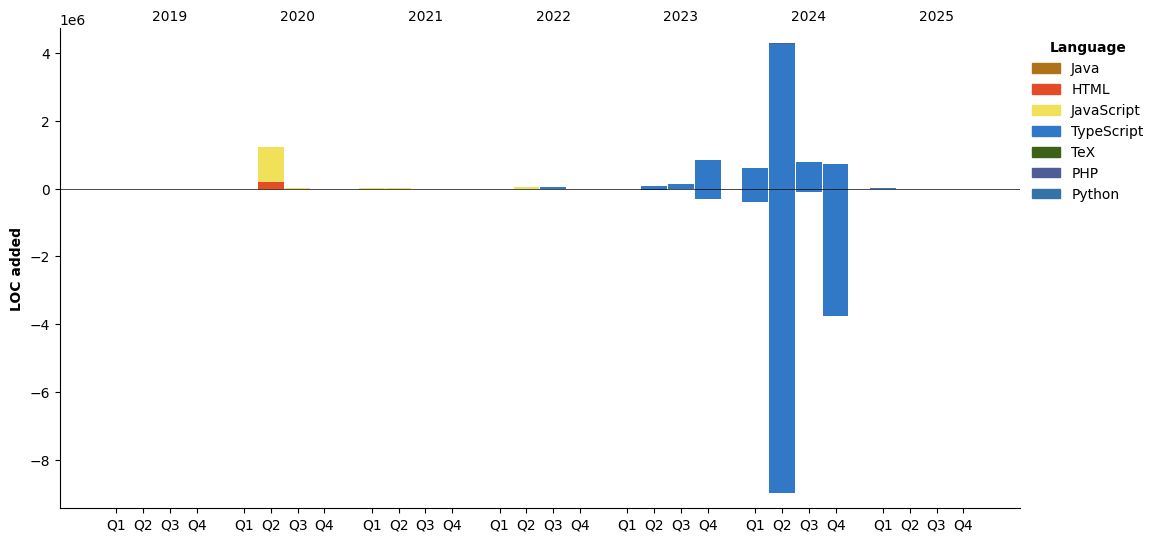 2019 2020 2021 2022 2023 2024 2025
1e6
4
2
0
−2
−4
−6
−8
LOC added
Q1 Q2 Q3 Q4 Q1 Q2 Q3 Q4 Q1 Q2 Q3 Q4 Q1 Q2 Q3 Q4 Q1 Q2 Q3 Q4 Q1 Q2 Q3 Q4 Q1 Q2 Q3 Q4
Language
Java
HTML
JavaScript
TypeScript
TeX
PHP
Python